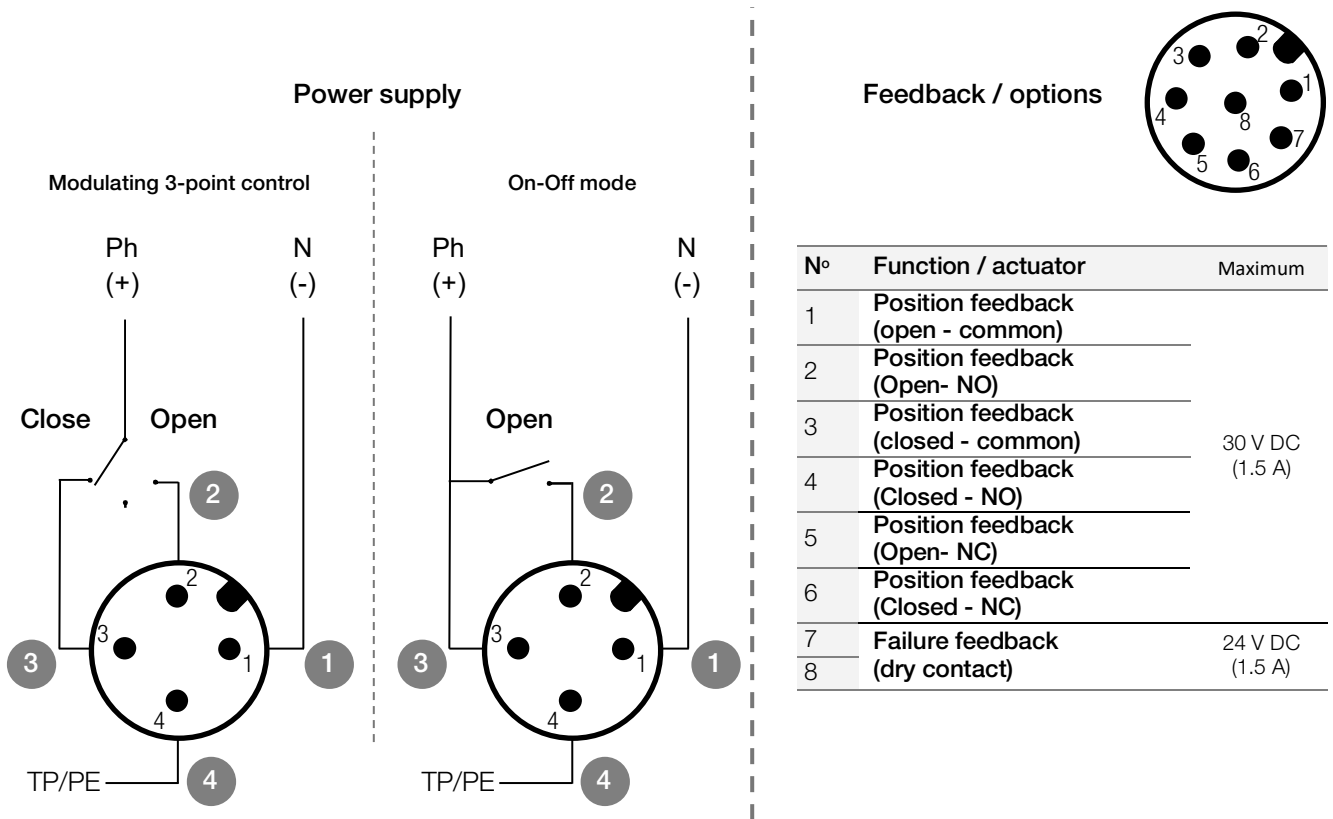 Power supply
Modulating 3-point control
Ph
(+)
N
(-)
Close
Open
2
2
3
1
4
3
1
TP/PE
4
On-Off mode
Ph
(+)
N
(-)
Open
2
2
3
1
4
3
1
TP/PE
4
Feedback / options
2
3
1
4
8
7
5
6
Nº Function / actuator Maximum
1 Position feedback
(open - common)
2 Position feedback
(Open- NO)
3 Position feedback
(closed - common)
30 V DC
(1.5 A)
4 Position feedback
(Closed - NO)
5 Position feedback
(Open- NC)
6 Position feedback
(Closed - NC)
7 Failure feedback 24 V DC
8 (dry contact) (1.5 A)